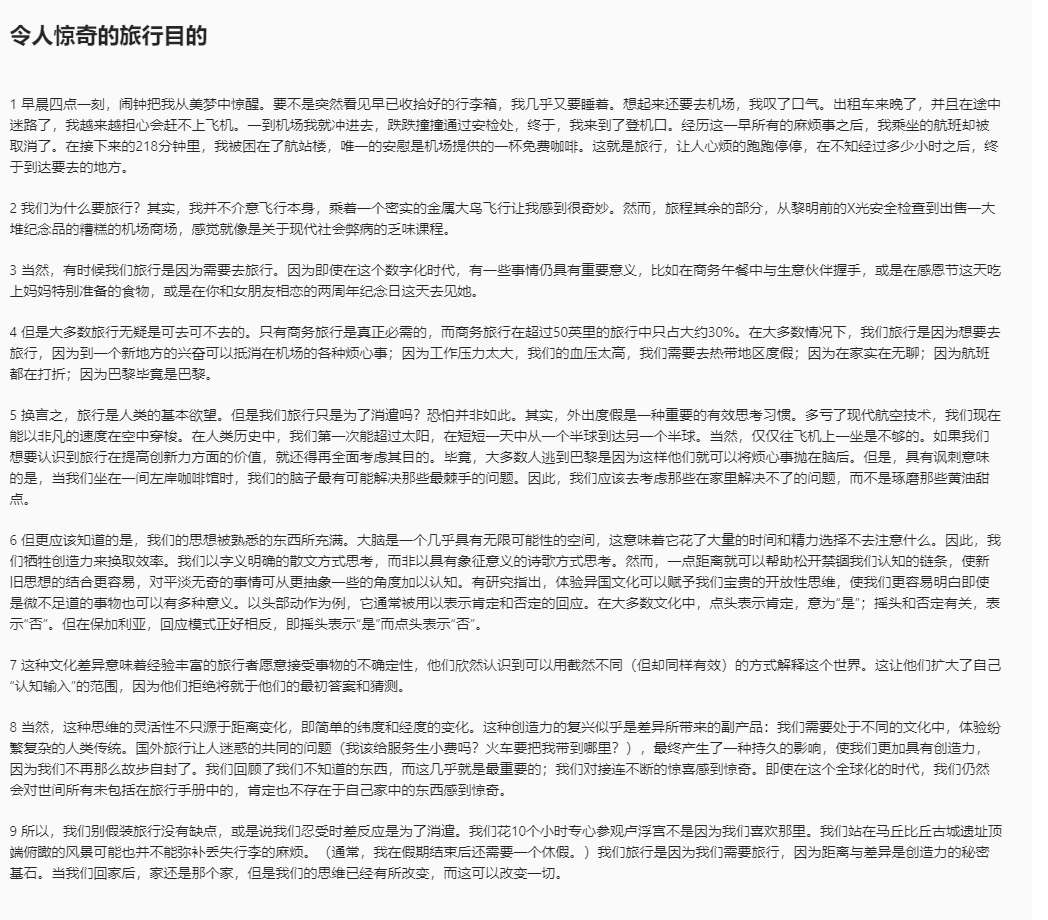 令人惊奇的旅行目的
1 早晨四点一刻，闹钟把我从美梦中惊醒。要不是突然看见早已收拾好的行李箱，我几乎又要睡着。想起来还要去机场，我叹了口气。出租车来晚了，并且在途中
迷路了，我越来越担心会赶不上飞机。一到机场我就冲进去，跌跌撞撞通过安检处，终于，我来到了登机口。经历这一早所有的麻烦事之后，我乘坐的航班却被
取消了。在接下来的218分钟里，我被困在了航站楼，唯一的安慰是机场提供的一杯免费咖啡。这就是旅行，让人心烦的跑跑停停，在不知经过多少小时之后，终
于到达要去的地方。
2 我们为什么要旅行？其实，我并不介意飞行本身，乘着一个密实的金属大鸟飞行让我感到很奇妙。然而，旅程其余的部分，从黎明前的X光安全检查到出售一大
堆纪念品的糟糕的机场商场，感觉就像是关于现代社会弊病的乏味课程。
3 当然，有时候我们旅行是因为需要去旅行。因为即使在这个数字化时代，有一些事情仍具有重要意义，比如在商务午餐中与生意伙伴握手，或是在感恩节这天吃
上妈妈特别准备的食物，或是在你和女朋友相恋的两周年纪念日这天去见她。
4 但是大多数旅行无疑是可去可不去的。只有商务旅行是真正必需的，而商务旅行在超过50英里的旅行中只占大约30%。在大多数情况下，我们旅行是因为想要去
旅行，因为到一个新地方的兴奋可以抵消在机场的各种烦心事；因为工作压力太大，我们的血压太高，我们需要去热带地区度假；因为在家实在无聊；因为航班
都在打折；因为巴黎毕竟是巴黎。
5 换言之，旅行是人类的基本欲望。但是我们旅行只是为了消遣吗？恐怕并非如此。其实，外出度假是一种重要的有效思考习惯。多亏了现代航空技术，我们现在
能以非凡的速度在空中穿梭。在人类历史中，我们第一次能超过太阳，在短短一天中从一个半球到达另一个半球。当然，仅仅往飞机上一坐是不够的。如果我们
想要认识到旅行在提高创新力方面的价值，就还得再全面考虑其目的。毕竟，大多数人逃到巴黎是因为这样他们就可以将烦心事抛在脑后。但是，具有讽刺意味
的是，当我们坐在一间左岸咖啡馆时，我们的脑子最有可能解决那些最棘手的问题。因此，我们应该去考虑那些在家里解决不了的问题，而不是琢磨那些黄油甜
点。
6 但更应该知道的是，我们的思想被熟悉的东西所充满。大脑是一个几乎具有无限可能性的空间，这意味着它花了大量的时间和精力选择不去注意什么。因此，我
们牺牲创造力来换取效率。我们以字义明确的散文方式思考，而非以具有象征意义的诗歌方式思考。然而，一点距离就可以帮助松开禁锢我们认知的链条，使新
旧思想的结合更容易，对平淡无奇的事情可从更抽象一些的角度加以认知。有研究指出，体验异国文化可以赋予我们宝贵的开放性思维，使我们更容易明白即使
是微不足道的事物也可以有多种意义。以头部动作为例，它通常被用以表示肯定和否定的回应。在大多数文化中，点头表示肯定，意为“是”；摇头和否定有关，表
示“否”。但在保加利亚，回应模式正好相反，即摇头表示“是”而点头表示“否”。
7 这种文化差异意味着经验丰富的旅行者愿意接受事物的不确定性，他们欣然认识到可以用截然不同（但却同样有效）的方式解释这个世界。这让他们扩大了自己
“认知输入”的范围，因为他们拒绝将就于他们的最初答案和猜测。
8 当然，这种思维的灵活性不只源于距离变化，即简单的纬度和经度的变化。这种创造力的复兴似乎是差异所带来的副产品：我们需要处于不同的文化中，体验纷
繁复杂的人类传统。国外旅行让人迷惑的共同的问题（我该给服务生小费吗？火车要把我带到哪里？），最终产生了一种持久的影响，使我们更加具有创造力，
因为我们不再那么故步自封了。我们回顾了我们不知道的东西，而这几乎就是最重要的；我们对接连不断的惊喜感到惊奇。即使在这个全球化的时代，我们仍然
会对世间所有未包括在旅行手册中的，肯定也不存在于自己家中的东西感到惊奇。
9 所以，我们别假装旅行没有缺点，或是说我们忍受时差反应是为了消遣。我们花10个小时专心参观卢浮宫不是因为我们喜欢那里。我们站在马丘比丘古城遗址顶
端俯瞰的风景可能也并不能弥补丢失行李的麻烦。（通常，我在假期结束后还需要一个休假。）我们旅行是因为我们需要旅行，因为距离与差异是创造力的秘密
基石。当我们回家后，家还是那个家，但是我们的思维已经有所改变，而这可以改变一切。